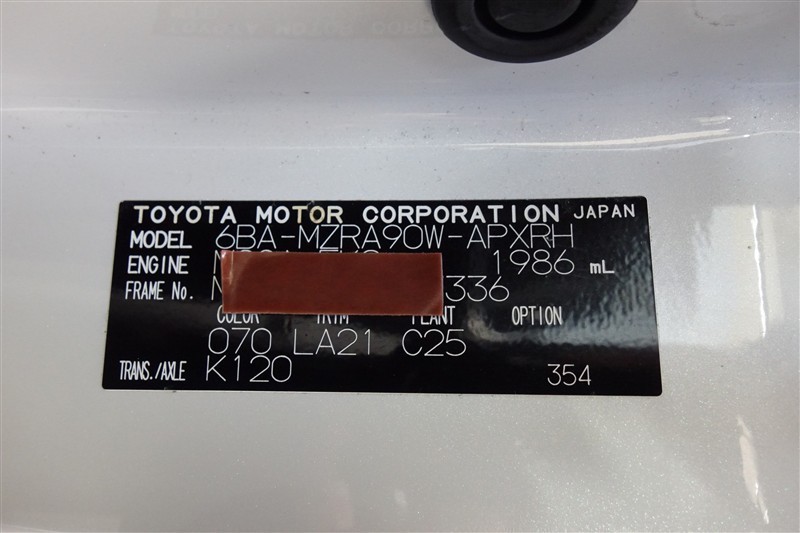 TOYOTA MOTOR CORPORATION JAPAN
MODEL 6BA-MZRA90W-APXRH
ENGINE 1986 mL
FRAME No. 336
COLOR TRIM PLANT OPTION
070 LA21 C25
TRANS./AXLE K120 354